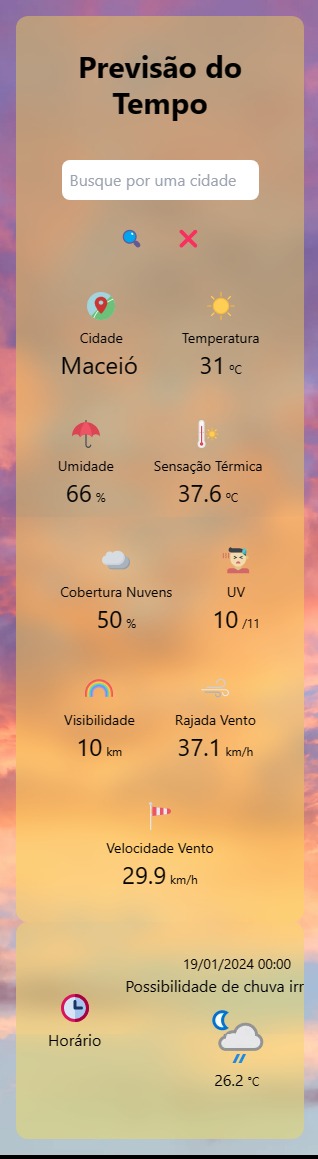 Previsão do
Tempo
Busque por uma cidade
Cidade
Temperatura
Maceió
31 ºC
Umidade
Sensação Térmica
66 %
37.6 ºC
Cobertura Nuvens
UV
50 %
10 /11
Visibilidade
Rajada Vento
10 km
37.1 km/h
Velocidade Vento
29.9 km/h
19/01/2024 00:00
Possibilidade de chuva irr
Horário
26.2 °C